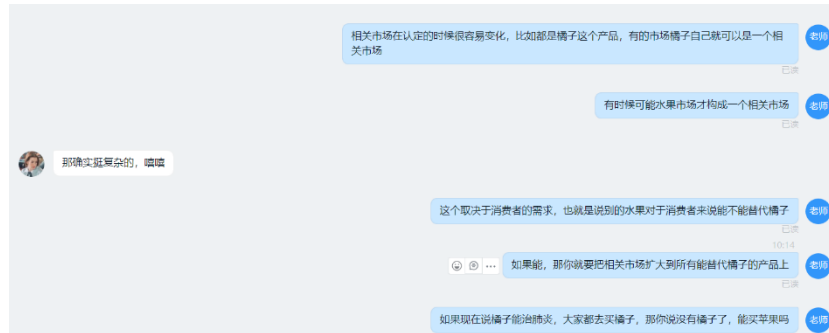 相关市场在认定的时候很容易变化，比如都是橘子这个产品，有的市场橘子自己就可以是一个相
关市场
老师
已读
有时候可能水果市场才构成一个相关市场
老师
已读
那确实挺复杂的，嘻嘻
这个取决于消费者的需求，也就是说别的水果对于消费者来说能不能替代橘子
老师
已读
10:14
如果能，那你就要把相关市场扩大到所有能替代橘子的产品上
老师
已读
如果现在说橘子能治肺炎，大家都去买橘子，那你说没有橘子了，能买苹果吗
老师